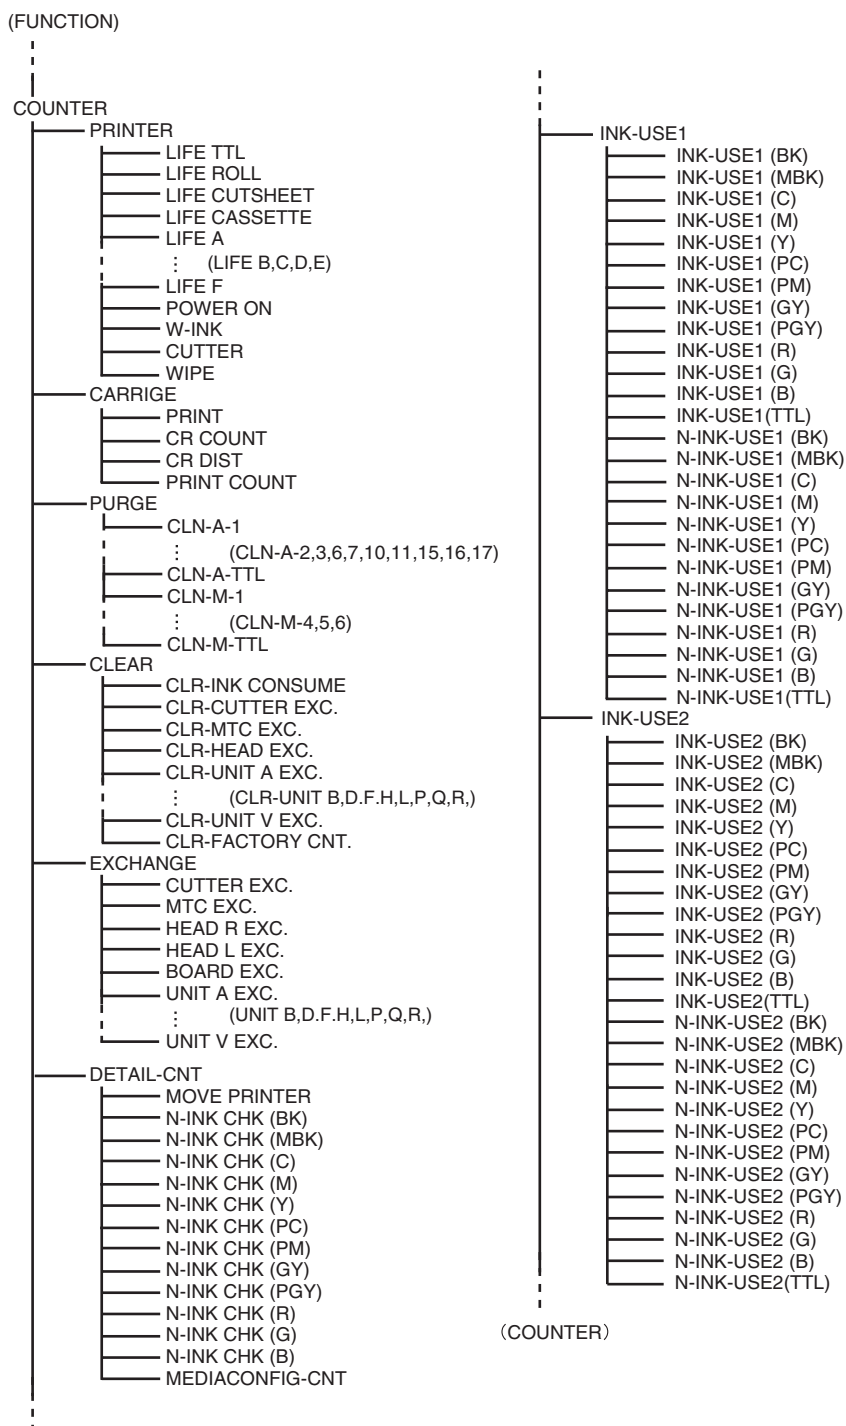 (FUNCTION)
COUNTER
PRINTER
LIFE TTL
LIFE ROLL
LIFE CUTSHEET
LIFE CASSETTE
LIFE A
(LIFE B,C,D,E)
LIFE F
POWER ON
W-INK
CUTTER
WIPE
CARRIGE
PRINT
CR COUNT
CR DIST
PRINT COUNT
PURGE
CLN-A-1
(CLN-A-2,3,6,7,10,11,15,16,17)
CLN-A-TTL
CLN-M-1
(CLN-M-4,5,6)
CLN-M-TTL
CLEAR
CLR-INK CONSUME
CLR-CUTTER EXC.
CLR-MTC EXC.
CLR-HEAD EXC.
CLR-UNIT A EXC.
(CLR-UNIT B,D.F.H,L,P,Q,R,)
CLR-UNIT V EXC.
CLR-FACTORY CNT.
EXCHANGE
CUTTER EXC.
MTC EXC.
HEAD R EXC.
HEAD L EXC.
BOARD EXC.
UNIT A EXC.
(UNIT B,D.F.H,L,P,Q,R,)
UNIT V EXC.
DETAIL-CNT
MOVE PRINTER
N-INK CHK (BK)
N-INK CHK (MBK)
N-INK CHK (C)
N-INK CHK (M)
N-INK CHK (Y)
N-INK CHK (PC)
N-INK CHK (PM)
N-INK CHK (GY)
N-INK CHK (PGY)
N-INK CHK (R)
N-INK CHK (G)
N-INK CHK (B)
MEDIACONFIG-CNT
INK-USE1
INK-USE1 (BK)
INK-USE1 (MBK)
INK-USE1 (C)
INK-USE1 (M)
INK-USE1 (Y)
INK-USE1 (PC)
INK-USE1 (PM)
INK-USE1 (GY)
INK-USE1 (PGY)
INK-USE1 (R)
INK-USE1 (G)
INK-USE1 (B)
INK-USE1(TTL)
N-INK-USE1 (BK)
N-INK-USE1 (MBK)
N-INK-USE1 (C)
N-INK-USE1 (M)
N-INK-USE1 (Y)
N-INK-USE1 (PC)
N-INK-USE1 (PM)
N-INK-USE1 (GY)
N-INK-USE1 (PGY)
N-INK-USE1 (R)
N-INK-USE1 (G)
N-INK-USE1 (B)
N-INK-USE1(TTL)
INK-USE2
INK-USE2 (BK)
INK-USE2 (MBK)
INK-USE2 (C)
INK-USE2 (M)
INK-USE2 (Y)
INK-USE2 (PC)
INK-USE2 (PM)
INK-USE2 (GY)
INK-USE2 (PGY)
INK-USE2 (R)
INK-USE2 (G)
INK-USE2 (B)
INK-USE2(TTL)
N-INK-USE2 (BK)
N-INK-USE2 (MBK)
N-INK-USE2 (C)
N-INK-USE2 (M)
N-INK-USE2 (Y)
N-INK-USE2 (PC)
N-INK-USE2 (PM)
N-INK-USE2 (GY)
N-INK-USE2 (PGY)
N-INK-USE2 (R)
N-INK-USE2 (G)
N-INK-USE2 (B)
N-INK-USE2(TTL)
（COUNTER）